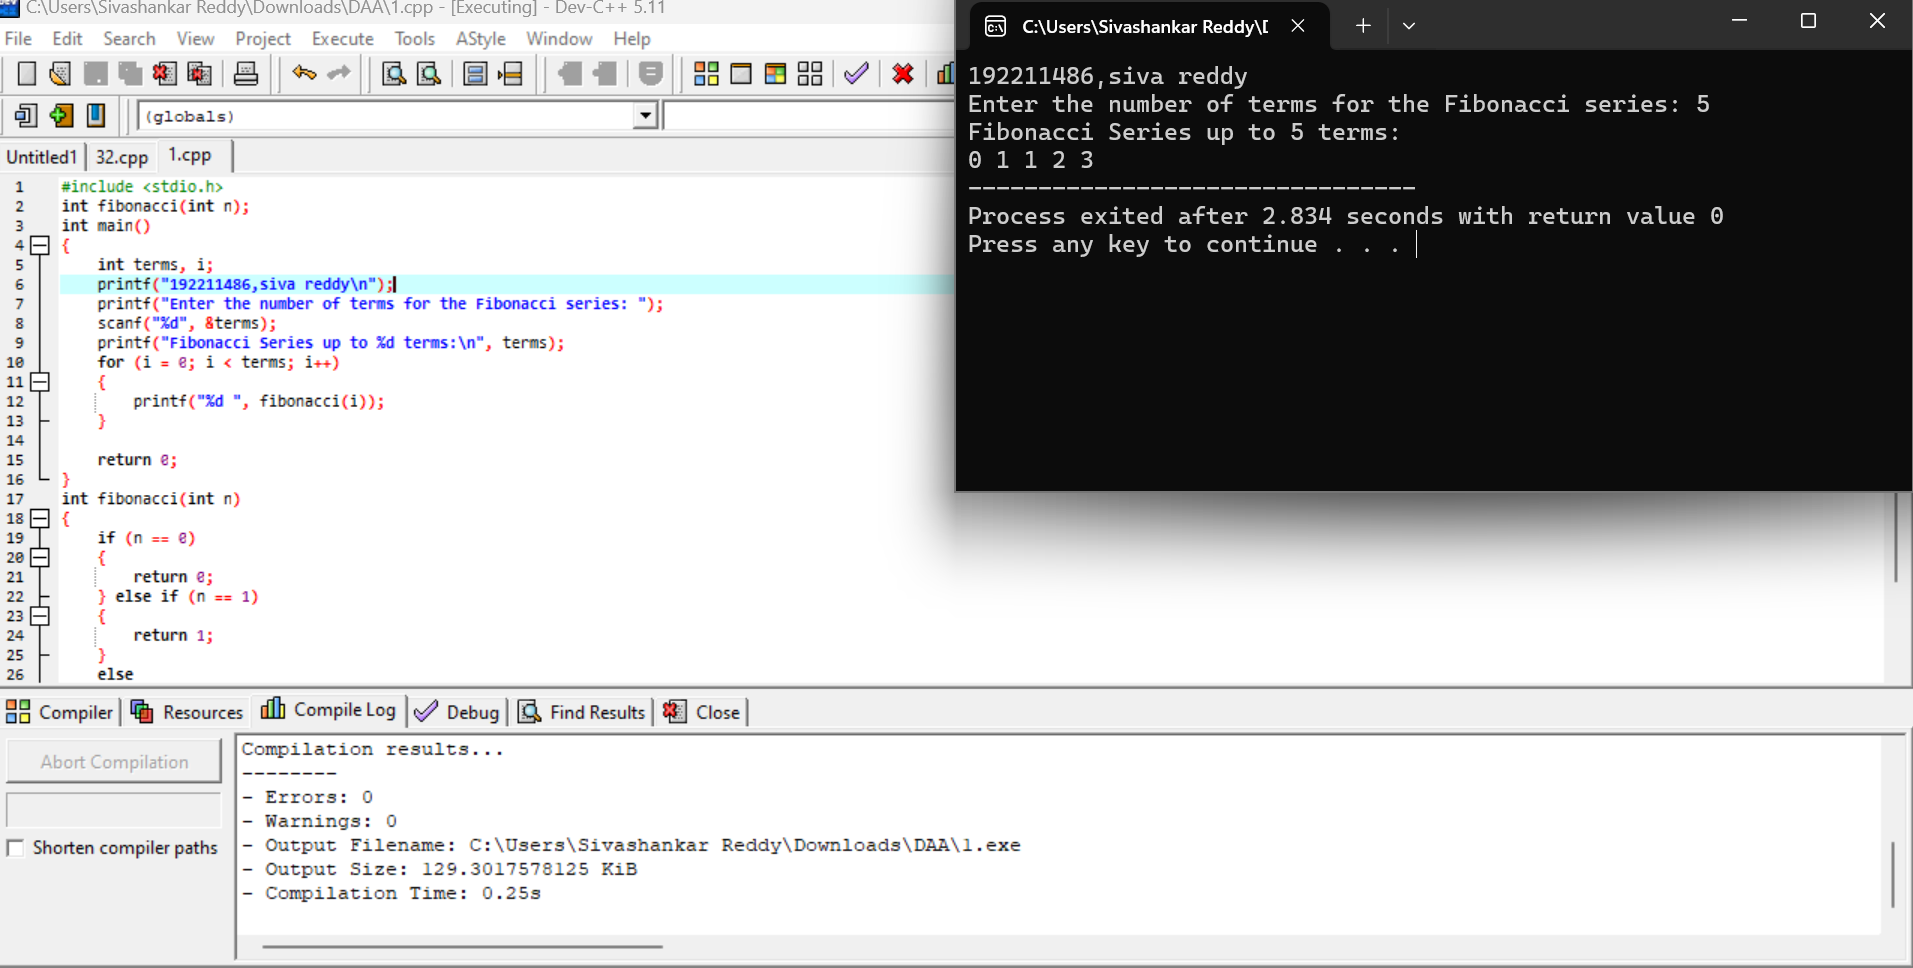 C:\Users\Sivashankar Reddy\Downloads\DAA\1.cpp - [Executing] - Dev-C++ 5.11
File Edit Search View Project Execute Tools AStyle Window Help
(globals)
Untitled1 32.cpp 1.cpp
1 #include <stdio.h>
2 int fibonacci(int n);
3 int main()
4 {
5 int terms, i;
6 printf("192211486,siva reddy\n");
7 printf("Enter the number of terms for the Fibonacci series: ");
8 scanf("%d", &terms);
9 printf("Fibonacci Series up to %d terms:\n", terms);
10 for (i = 0; i < terms; i++)
11 {
12 printf("%d ", fibonacci(i));
13 }
14
15 return 0;
16 }
17 int fibonacci(int n)
18 {
19 if (n == 0)
20 {
21 return 0;
22 } else if (n == 1)
23 {
24 return 1;
25 }
26 else
C:\Users\Sivashankar Reddy\
192211486,siva reddy
Enter the number of terms for the Fibonacci series: 5
Fibonacci Series up to 5 terms:
0 1 1 2 3
--------------------------------
Process exited after 2.834 seconds with return value 0
Press any key to continue . . .
Compiler Resources Compile Log Debug Find Results Close
Abort Compilation
Shorten compiler paths
Compilation results...
--------
- Errors: 0
- Warnings: 0
- Output Filename: C:\Users\Sivashankar Reddy\Downloads\DAA\1.exe
- Output Size: 129.3017578125 KiB
- Compilation Time: 0.25s